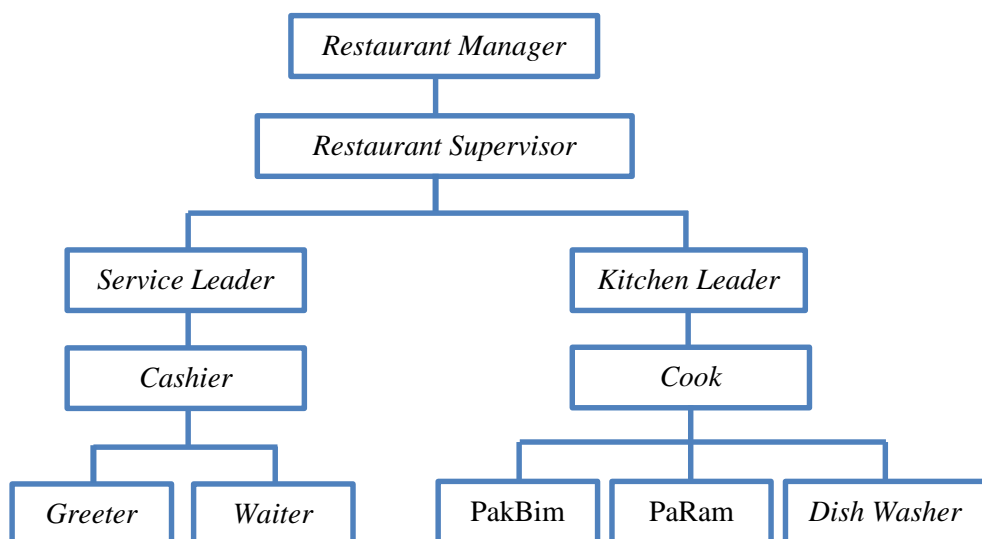 Restaurant Manager
Restaurant Supervisor
Service Leader
Kitchen Leader
Cashier
Cook
Greeter
Waiter
PakBim
PaRam
Dish Washer